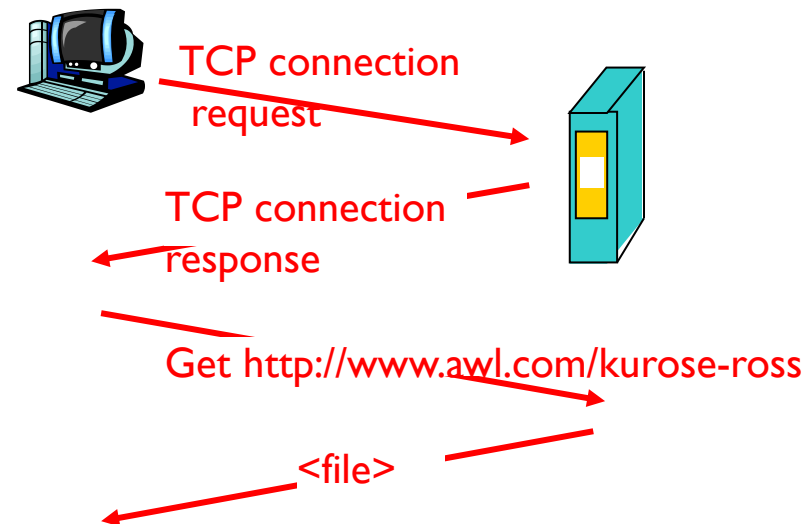 TCP connection
request
TCP connection
response
Get http://www.awl.com/kurose-ross
<file>